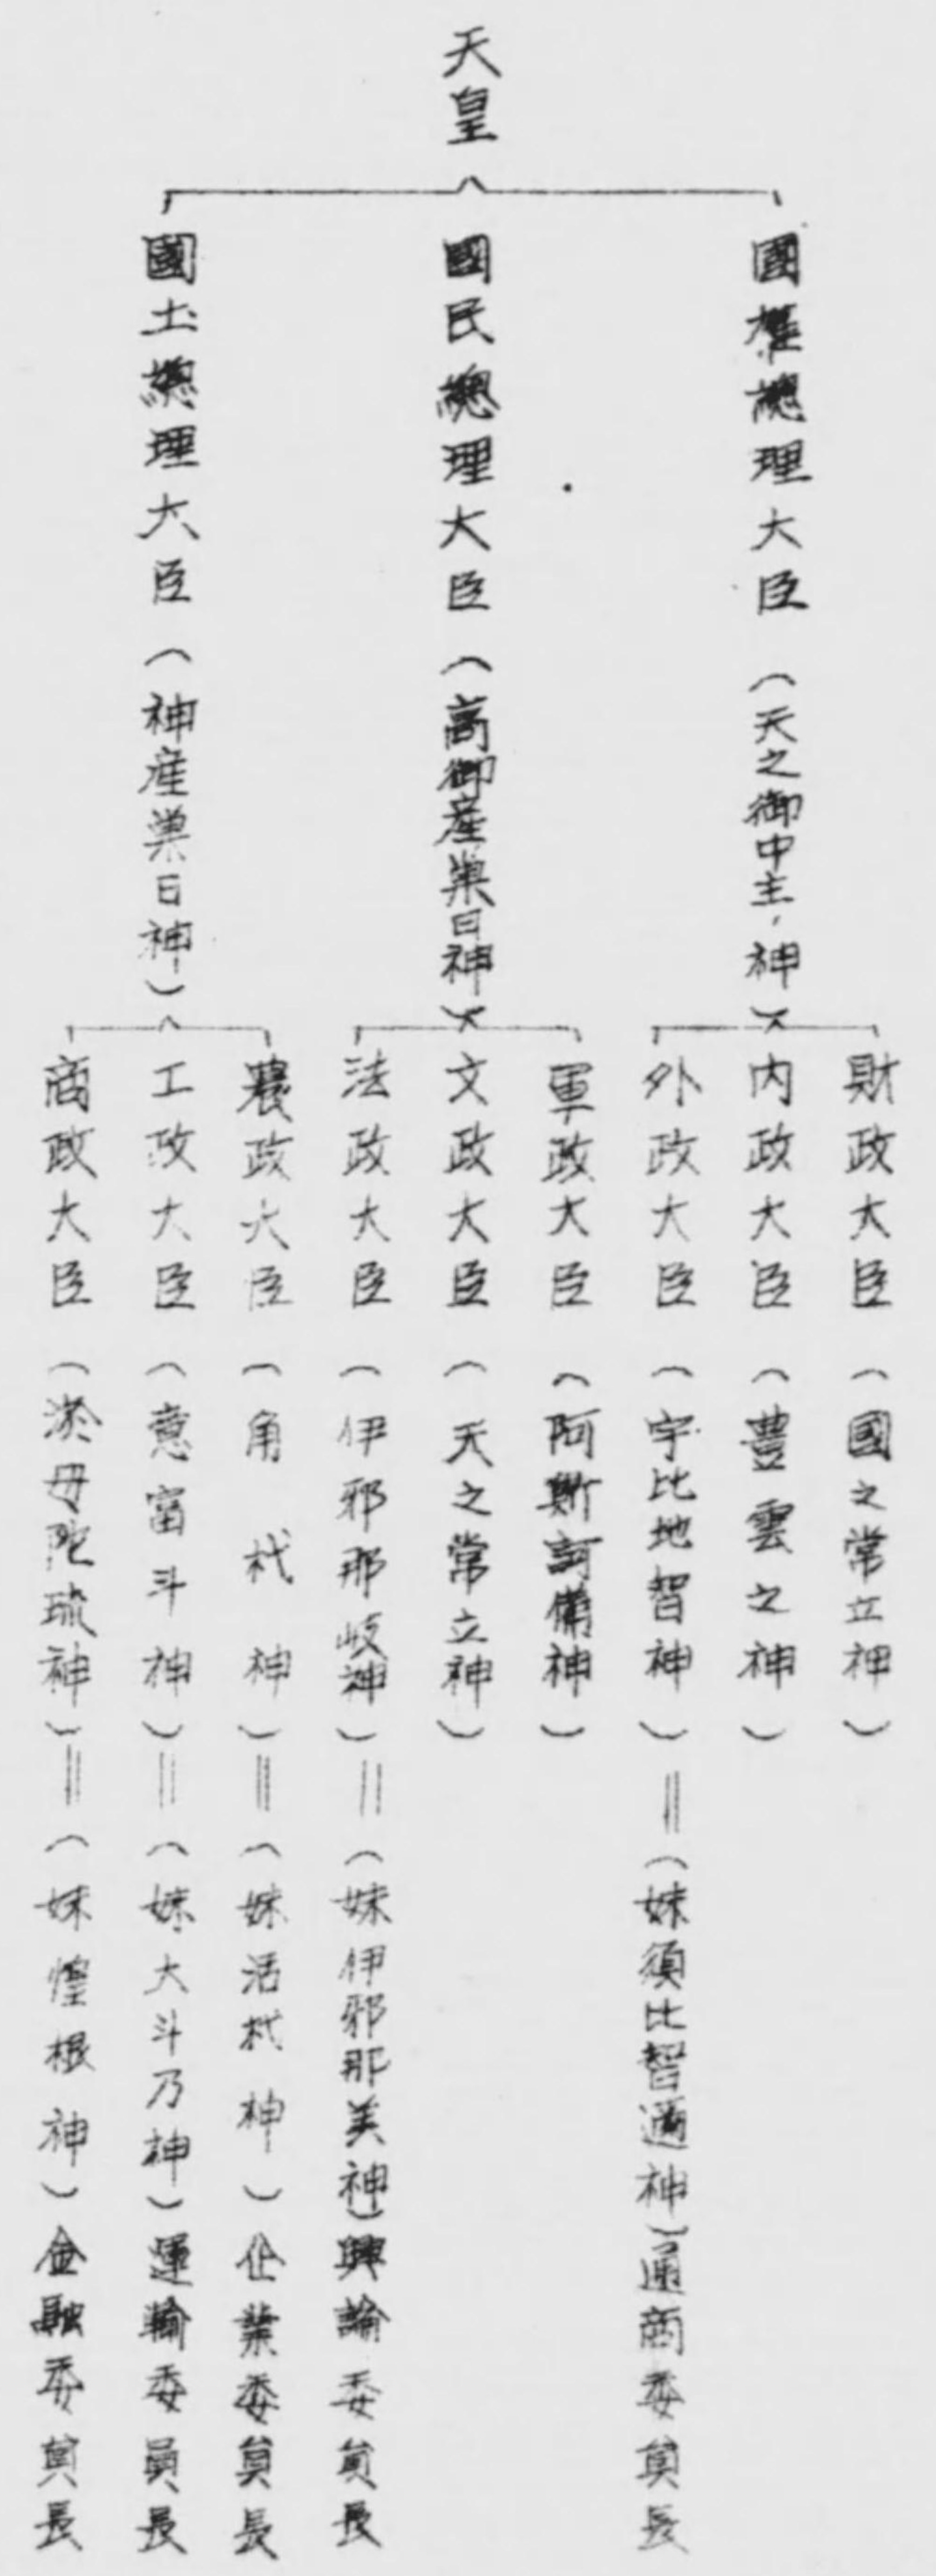 天皇
國權總理大臣(天之御中主、神)
財政大臣(國之常立神)
内政大臣(豊雲之神)
外政大臣(宇比地智神)=(妹須比智邇神)通商委員長
國民總理大臣(高御産巣日神)
軍政大臣(阿斯訶備神)
文政大臣(天之常立神)
法政大臣(伊邪那岐神)=(妹伊邪那美神)輿論委員長
國土總理大臣(神産巣日神)
農政大臣(角杙神)=(妹活杙神)企業委員長
工政大臣(意富斗神)=(妹大斗乃神)運輸委員長
商政大臣(淤母陀琉神)=(妹惶根神)金融委員長